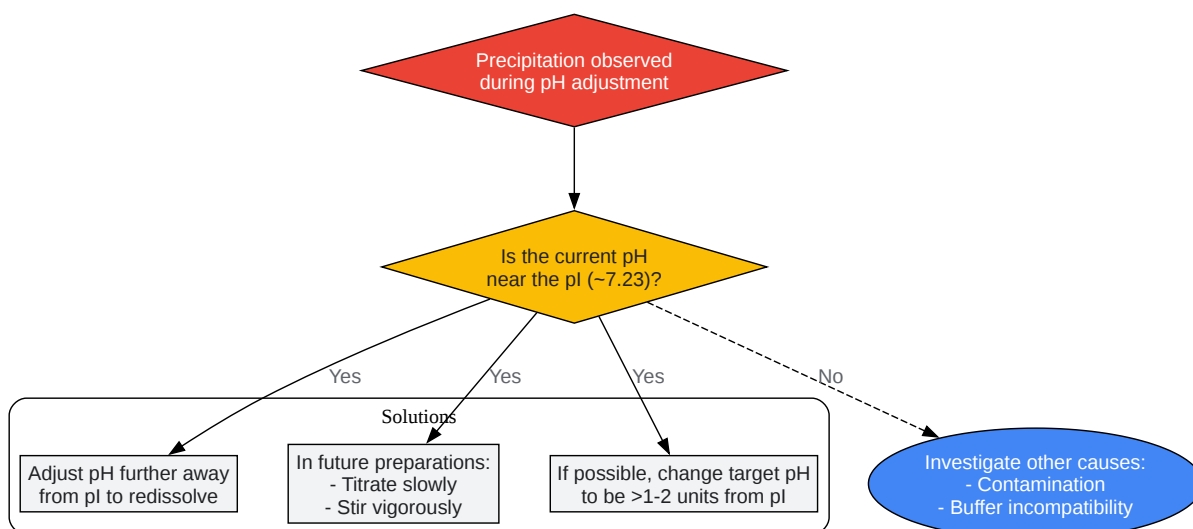 Precipitation observed
during pH adjustment
Is the current pH
near the pI (~7.23)?
Yes
Yes
Yes
No
Solutions
Adjust pH further away
from pI to redissolve
In future preparations:
- Titrate slowly
- Stir vigorously
If possible, change target pH
to be >1-2 units from pI
Investigate other causes:
- Contamination
- Buffer incompatibility